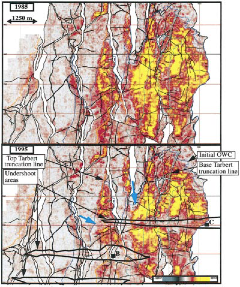 1985
1250 m
1995
Top Tarbert
truncation line
Undershoot
areas
Initial OWC
Base Tarbert
truncation line
C
B